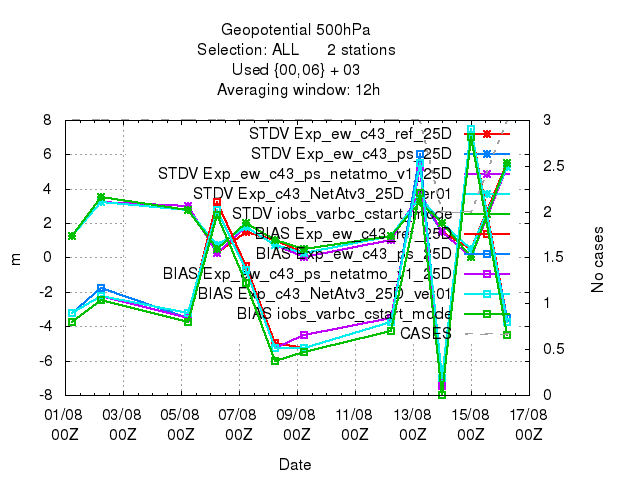 Geopotential 500hPa
Selection: ALL 2 stations
Used {00,06} + 03
Averaging window: 12h
8
6
4
2
0
-2
-4
-6
-8
m
3
2.5
2
1.5
1
0.5
0
No cases
STDV Exp_ew_c43_ref_25D
STDV Exp_ew_c43_ps_25D
STDV Exp_ew_c43_ps_netatmo_v1_25D
STDV Exp_c43_NetAtv3_25D_ver01
STDV iobs_varbc_cstart_mode
BIAS Exp_ew_c43_ref_25D
BIAS Exp_ew_c43_ps_25D
BIAS Exp_ew_c43_ps_netatmo_v1_25D
BIAS Exp_c43_NetAtv3_25D_ver01
BIAS iobs_varbc_cstart_mode
CASES
01/08 03/08 05/08 07/08 09/08 11/08 13/08 15/08 17/08
00Z 00Z 00Z 00Z 00Z 00Z 00Z 00Z 00Z
Date